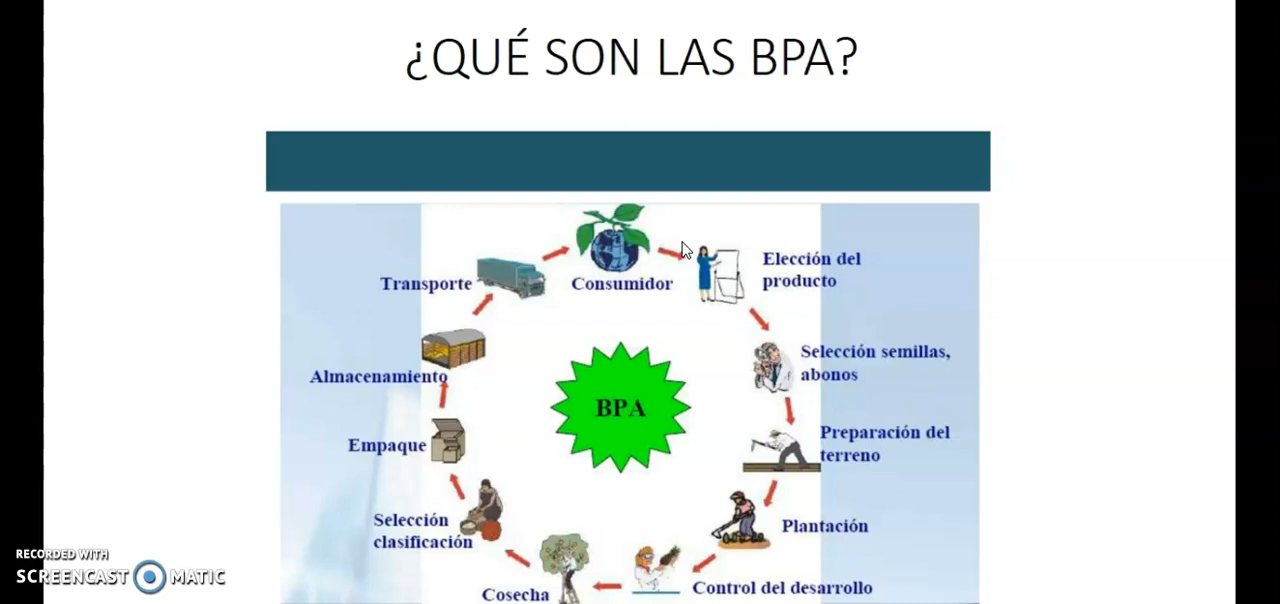 ¿QUÉ SON LAS BPA?
Transporte
Consumidor
Elección del
producto
Selección semillas,
abonos
Almacenamiento
BPA
Preparación del
terreno
Empaque
Plantación
Selección
clasificación
Control del desarrollo
Cosecha
RECORDED WITH
SCREENCAST MATIC